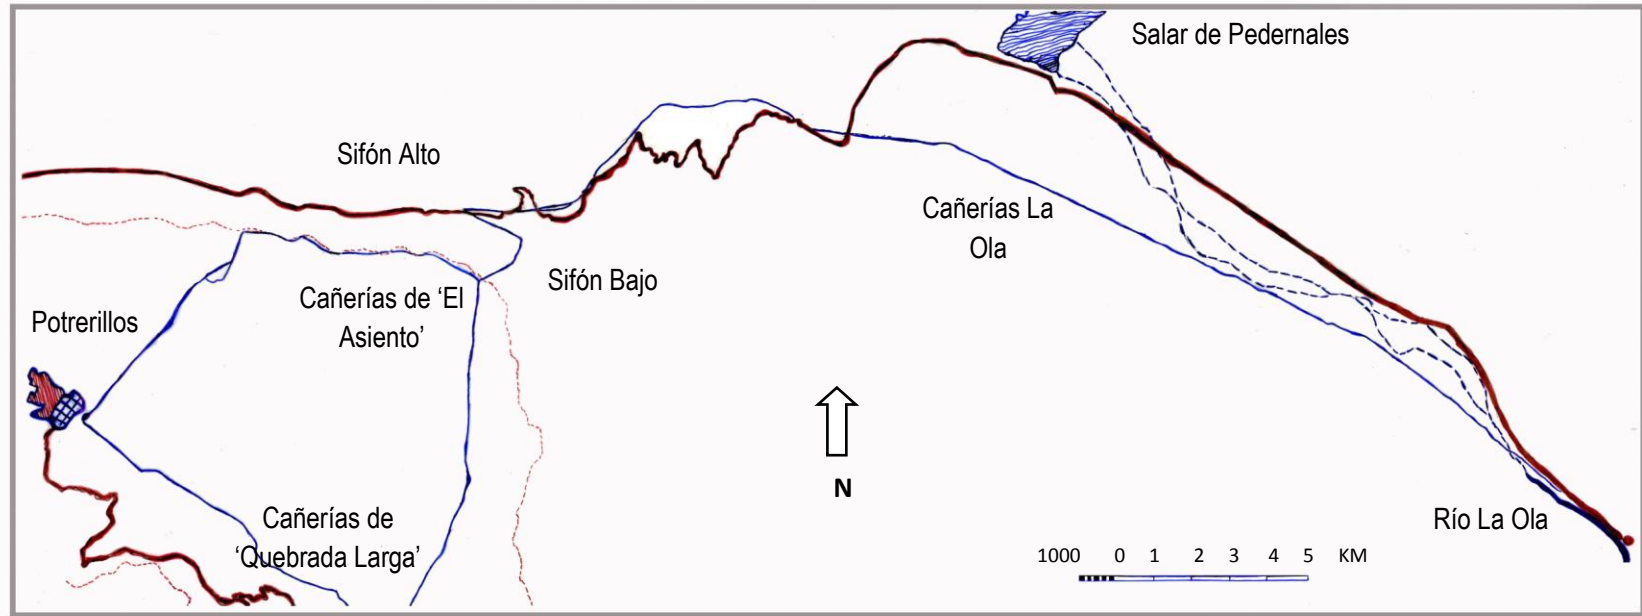 Salar de Pedernales
Sifón Alto
Cañerías La
Ola
Sifón Bajo
Cañerías de ‘El
Asiento’
Potrerillos
N
Cañerías de
‘Quebrada Larga’
Río La Ola
1000 0 1 2 3 4 5 KM